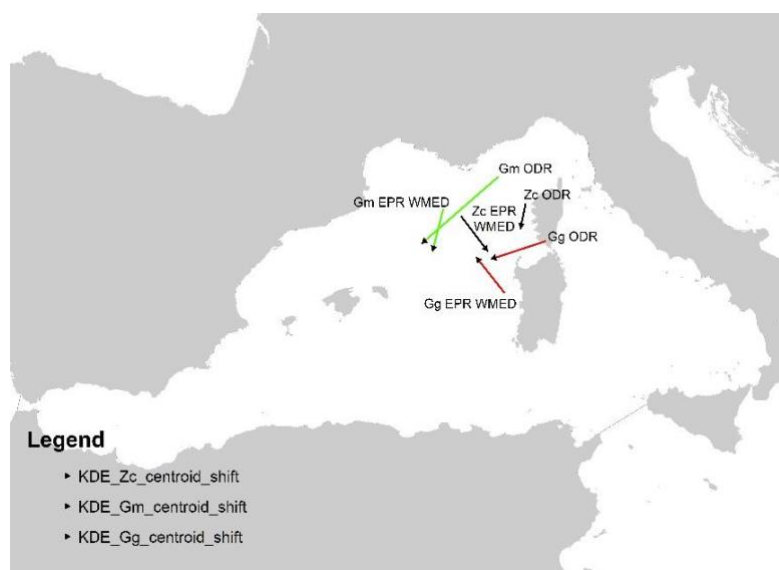 Gm ODR
Gm EPR WMED
Zc ODR
Zc EPR
WMED
Gg ODR
Gg EPR WMED
Legend
KDE_Zc_centroid_shift
KDE_Gm_centroid_shift
KDE_Gg_centroid_shift